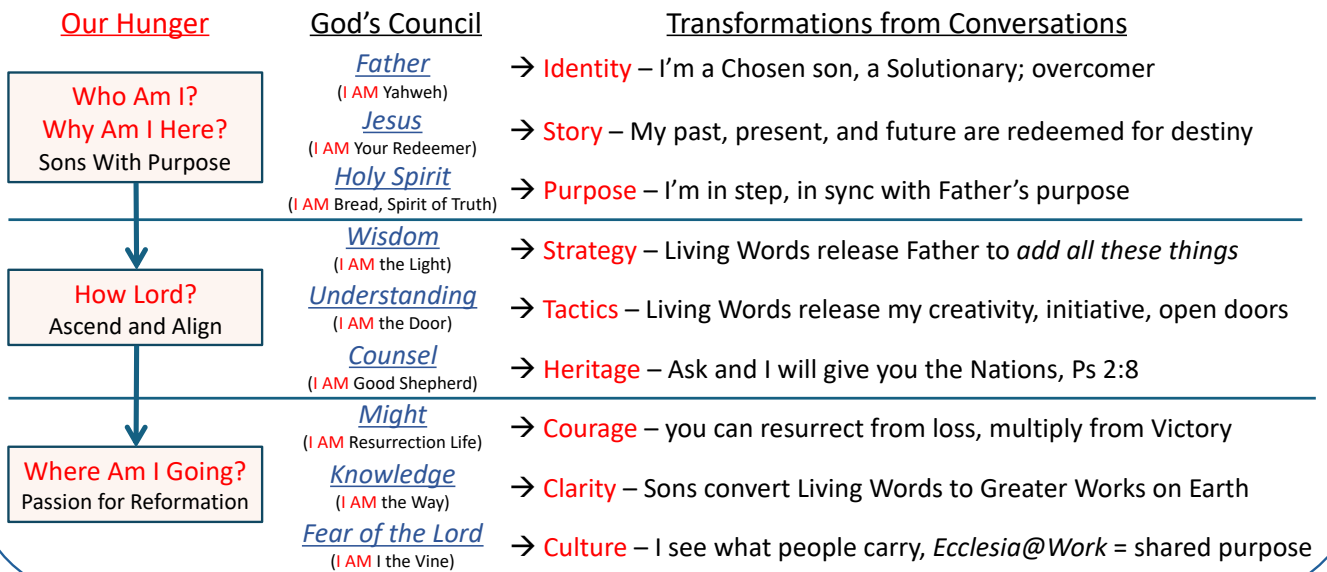 Our Hunger
God's Council
Transformations from Conversations
Who Am I?
Why Am I Here?
Sons With Purpose
Father
(I AM Yahweh)
→ Identity – I'm a Chosen son, a Solutionary; overcomer
Jesus
(I AM Your Redeemer)
→ Story – My past, present, and future are redeemed for destiny
Holy Spirit
(I AM Bread, Spirit of Truth)
→ Purpose – I'm in step, in sync with Father's purpose
How Lord?
Ascend and Align
Wisdom
(I AM the Light)
→ Strategy – Living Words release Father to add all these things
Understanding
(I AM the Door)
→ Tactics – Living Words release my creativity, initiative, open doors
Counsel
(I AM Good Shepherd)
→ Heritage – Ask and I will give you the Nations, Ps 2:8
Where Am I Going?
Passion for Reformation
Might
(I AM Resurrection Life)
→ Courage – you can resurrect from loss, multiply from Victory
Knowledge
(I AM the Way)
→ Clarity – Sons convert Living Words to Greater Works on Earth
Fear of the Lord
(I AM I the Vine)
→ Culture – I see what people carry, Ecclesia@Work = shared purpose